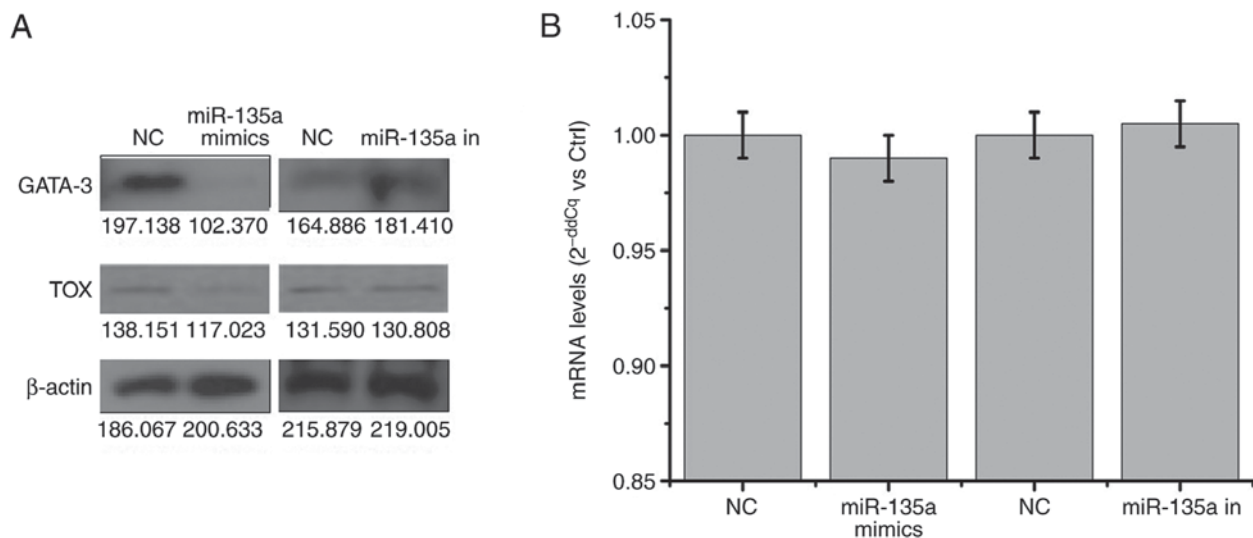 A
NC
miR-135a
mimics
NC
miR-135a in
GATA-3
197.138 102.370 164.886 181.410
TOX
138.151 117.023 131.590 130.808
β-actin
186.067 200.633 215.879 219.005
B
mRNA levels (2^-ddCq vs Ctrl)
1.05
1.00
0.95
0.90
0.85
NC
miR-135a
mimics
NC
miR-135a in